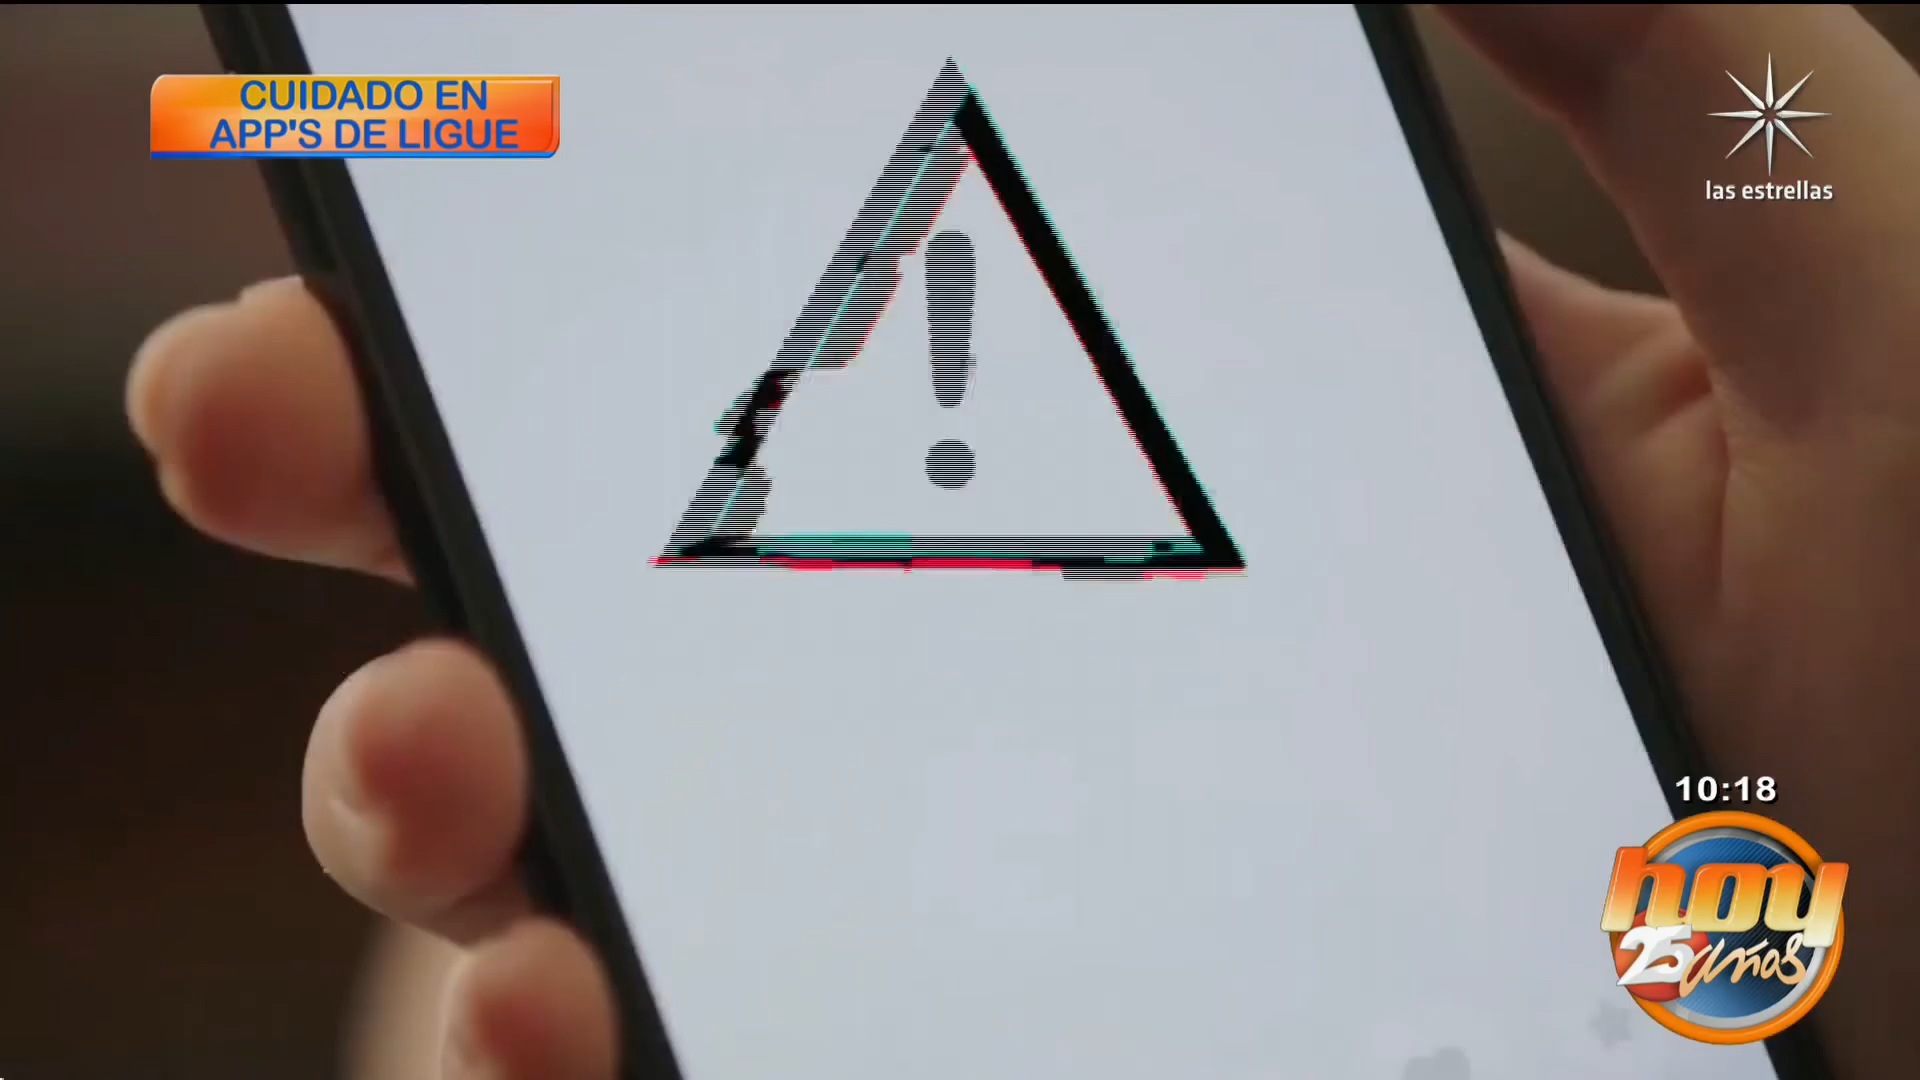 CUIDADO EN
APP'S DE LIGUE
las estrellas
10:18
hoy
25 años